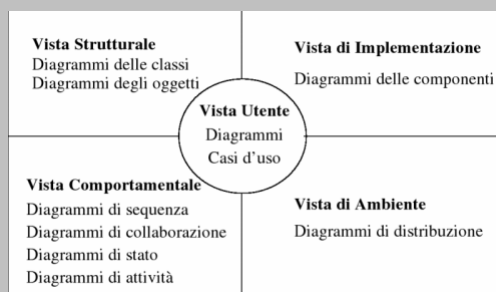 Vista Strutturale
Diagrammi delle classi
Diagrammi degli oggetti
Vista di Implementazione
Diagrammi delle componenti
Vista Utente
Diagrammi
Casi d'uso
Vista Comportamentale
Diagrammi di sequenza
Diagrammi di collaborazione
Diagrammi di stato
Diagrammi di attività
Vista di Ambiente
Diagrammi di distribuzione